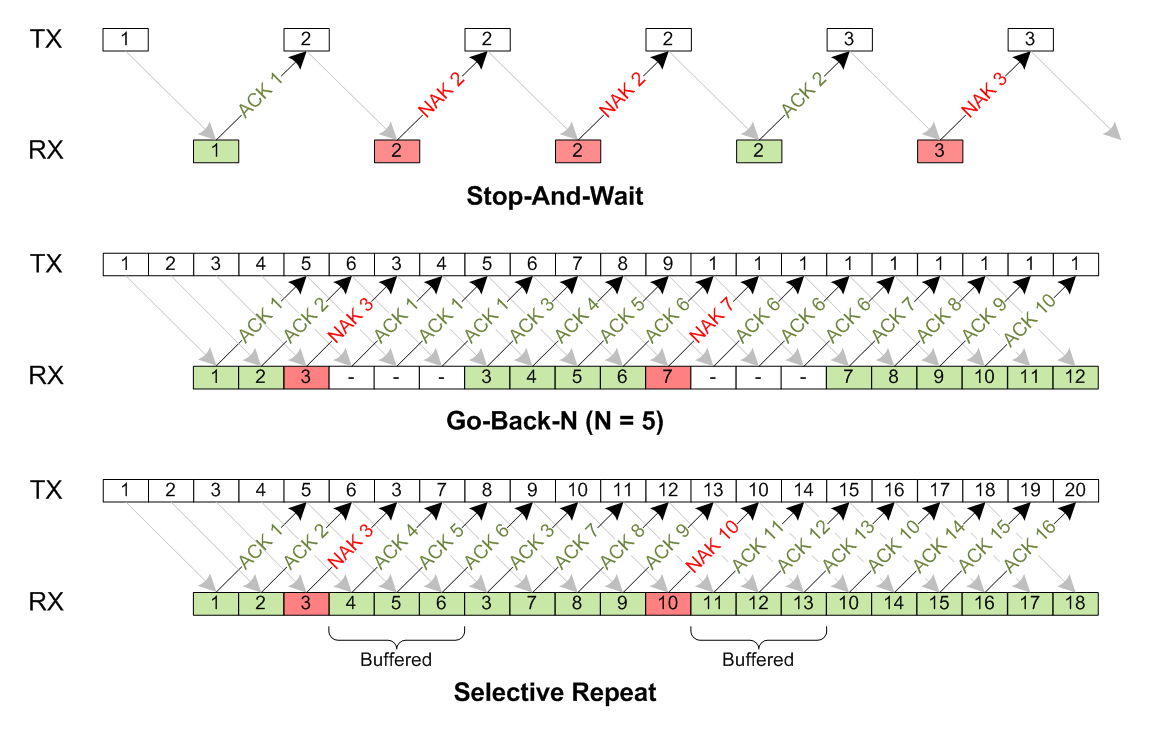 TX 1 2 2 2 3 3
ACK 1 NAK 2 NAK 2 ACK 2 NAK 3
RX 1 2 2 2 3
Stop-And-Wait
TX 1 2 3 4 5 6 3 4 5 6 7 8 9 1 1 1 1 1 1 1 1 1
ACK 1 ACK 2 NAK 3 ACK 1 ACK 1 ACK 1 ACK 3 ACK 4 ACK 5 ACK 6 NAK 7 ACK 6 ACK 6 ACK 6 ACK 7 ACK 8 ACK 9 ACK 10
RX 1 2 3 - - - 3 4 5 6 7 - - - 7 8 9 10 11 12
Go-Back-N (N = 5)
TX 1 2 3 4 5 6 3 7 8 9 10 11 12 13 10 14 15 16 17 18 19 20
ACK 1 ACK 2 NAK 3 ACK 4 ACK 5 ACK 6 ACK 3 ACK 7 ACK 8 ACK 9 NAK 10 ACK 11 ACK 12 ACK 13 ACK 10 ACK 14 ACK 15 ACK 16
RX 1 2 3 4 5 6 3 7 8 9 10 11 12 13 10 14 15 16 17 18
Buffered Buffered
Selective Repeat